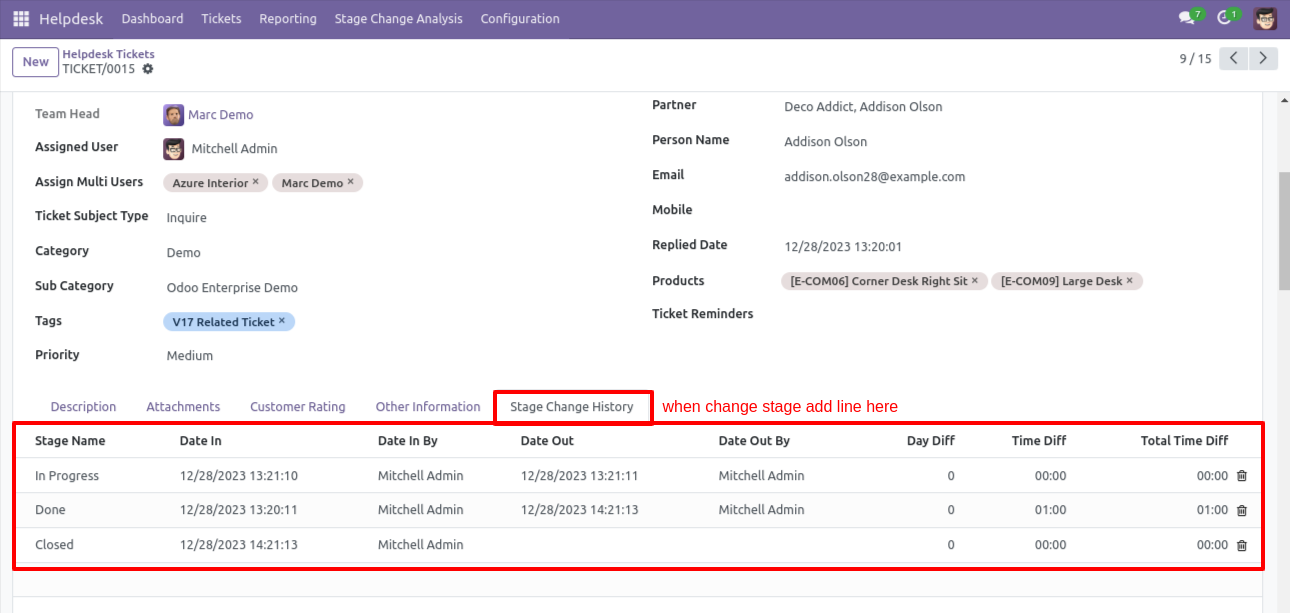 Helpdesk Dashboard Tickets Reporting Stage Change Analysis Configuration 7 1
New Helpdesk Tickets
TICKET/0015
9 / 15
Team Head Marc Demo
Assigned User Mitchell Admin
Assign Multi Users Azure Interior × Marc Demo ×
Ticket Subject Type Inquire
Category Demo
Sub Category Odoo Enterprise Demo
Tags V17 Related Ticket ×
Priority Medium
Partner Deco Addict, Addison Olson
Person Name Addison Olson
Email addison.olson28@example.com
Mobile
Replied Date 12/28/2023 13:20:01
Products [E-COM06] Corner Desk Right Sit × [E-COM09] Large Desk ×
Ticket Reminders
Description Attachments Customer Rating Other Information Stage Change History when change stage add line here
Stage Name Date In Date In By Date Out Date Out By Day Diff Time Diff Total Time Diff
In Progress 12/28/2023 13:21:10 Mitchell Admin 12/28/2023 13:21:11 Mitchell Admin 0 00:00 00:00
Done 12/28/2023 13:20:11 Mitchell Admin 12/28/2023 14:21:13 Mitchell Admin 0 01:00 01:00
Closed 12/28/2023 14:21:13 Mitchell Admin 0 00:00 00:00